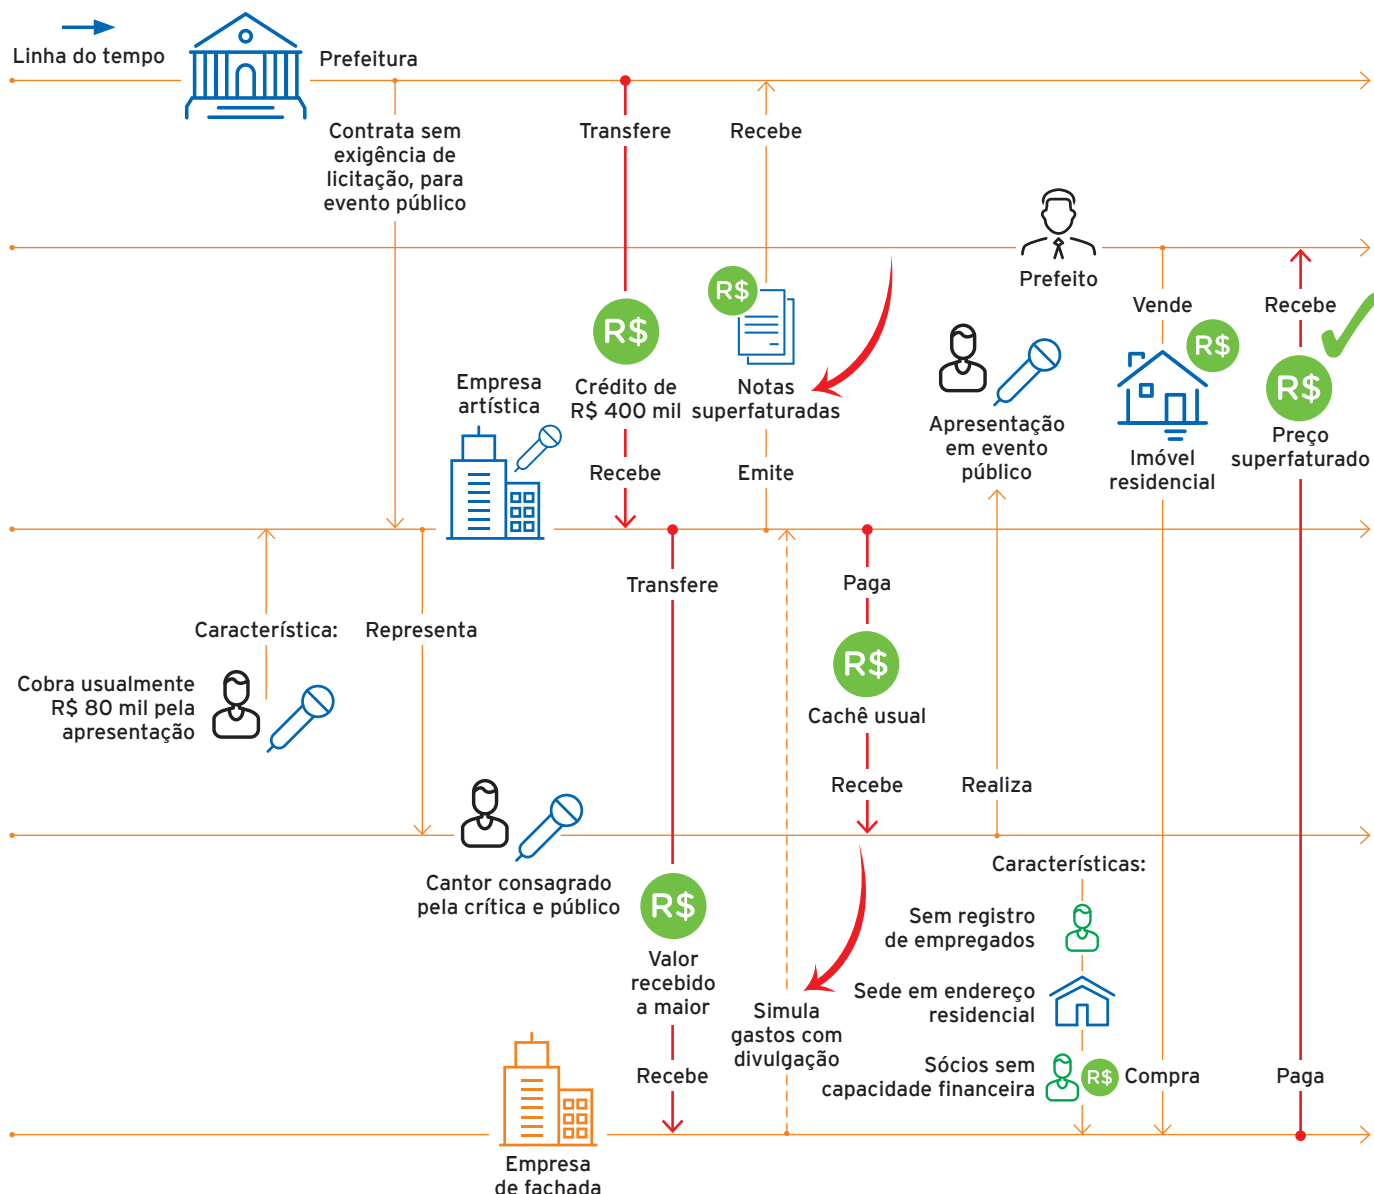 Linha do tempo
Prefeitura
Contrata sem
exigência de
licitação, para
evento público
Transfere
Recebe
Prefeito
R$
R$
Crédito de
R$ 400 mil
Recebe
Notas
superfaturadas
Emite
Empresa
artística
Apresentação
em evento
público
Vende
R$
Imóvel
residencial
Recebe
R$
Preço
superfaturado
Característica:
Cobra usualmente
R$ 80 mil pela
apresentação
Representa
Transfere
Paga
R$
Cachê usual
Recebe
Realiza
Cantor consagrado
pela crítica e público
R$
Valor
recebido
a maior
Recebe
Simula
gastos com
divulgação
Características:
Sem registro
de empregados
Sede em endereço
residencial
Sócios sem
capacidade financeira
R$
Compra
Paga
Empresa
de fachada